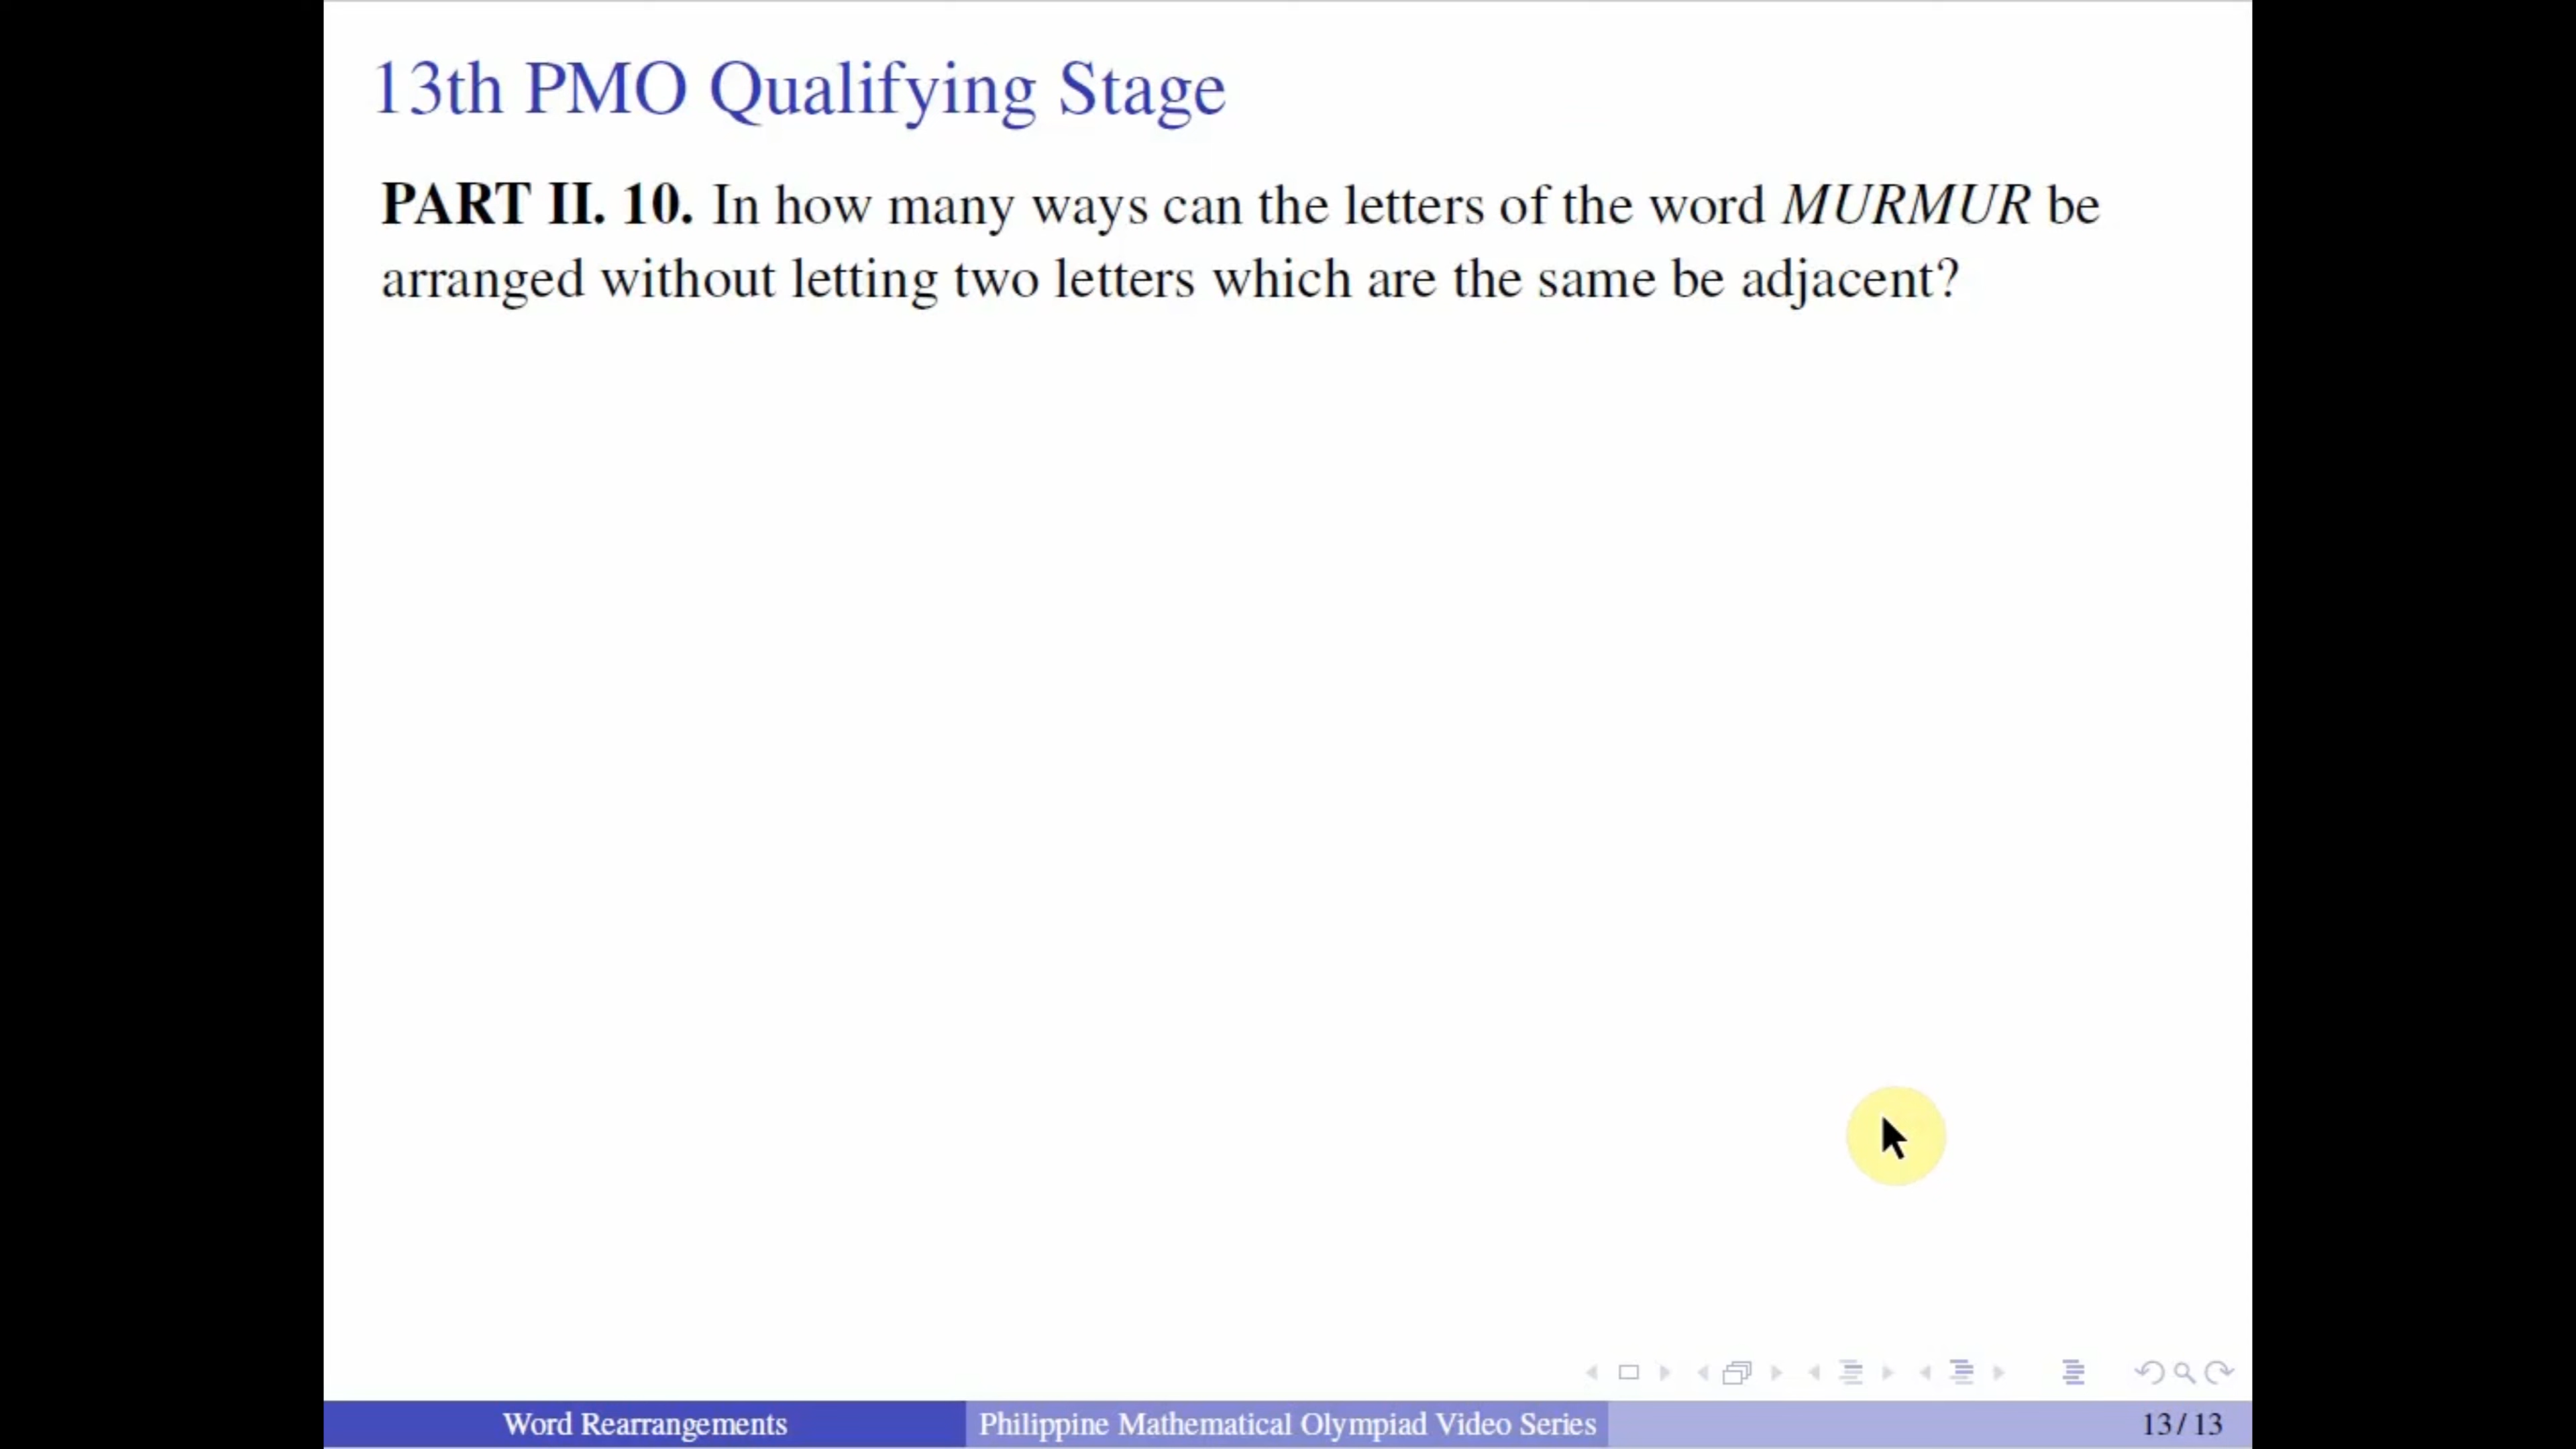 13th PMO Qualifying Stage
PART II. 10. In how many ways can the letters of the word MURMUR be
arranged without letting two letters which are the same be adjacent?
Word Rearrangements
Philippine Mathematical Olympiad Video Series
13 / 13